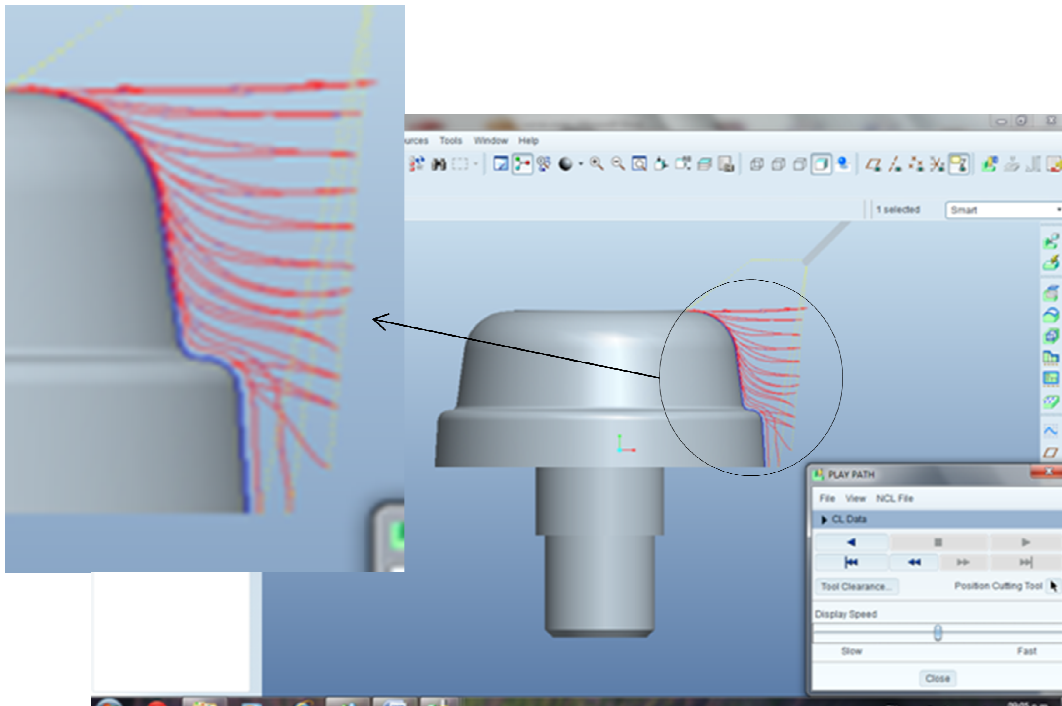 urces Tools Window Help
1 selected
Smart
PLAY PATH
File View NCL File
CL Data
Tool Clearance...
Position Cutting Tool
Display Speed
Slow Fast
Close